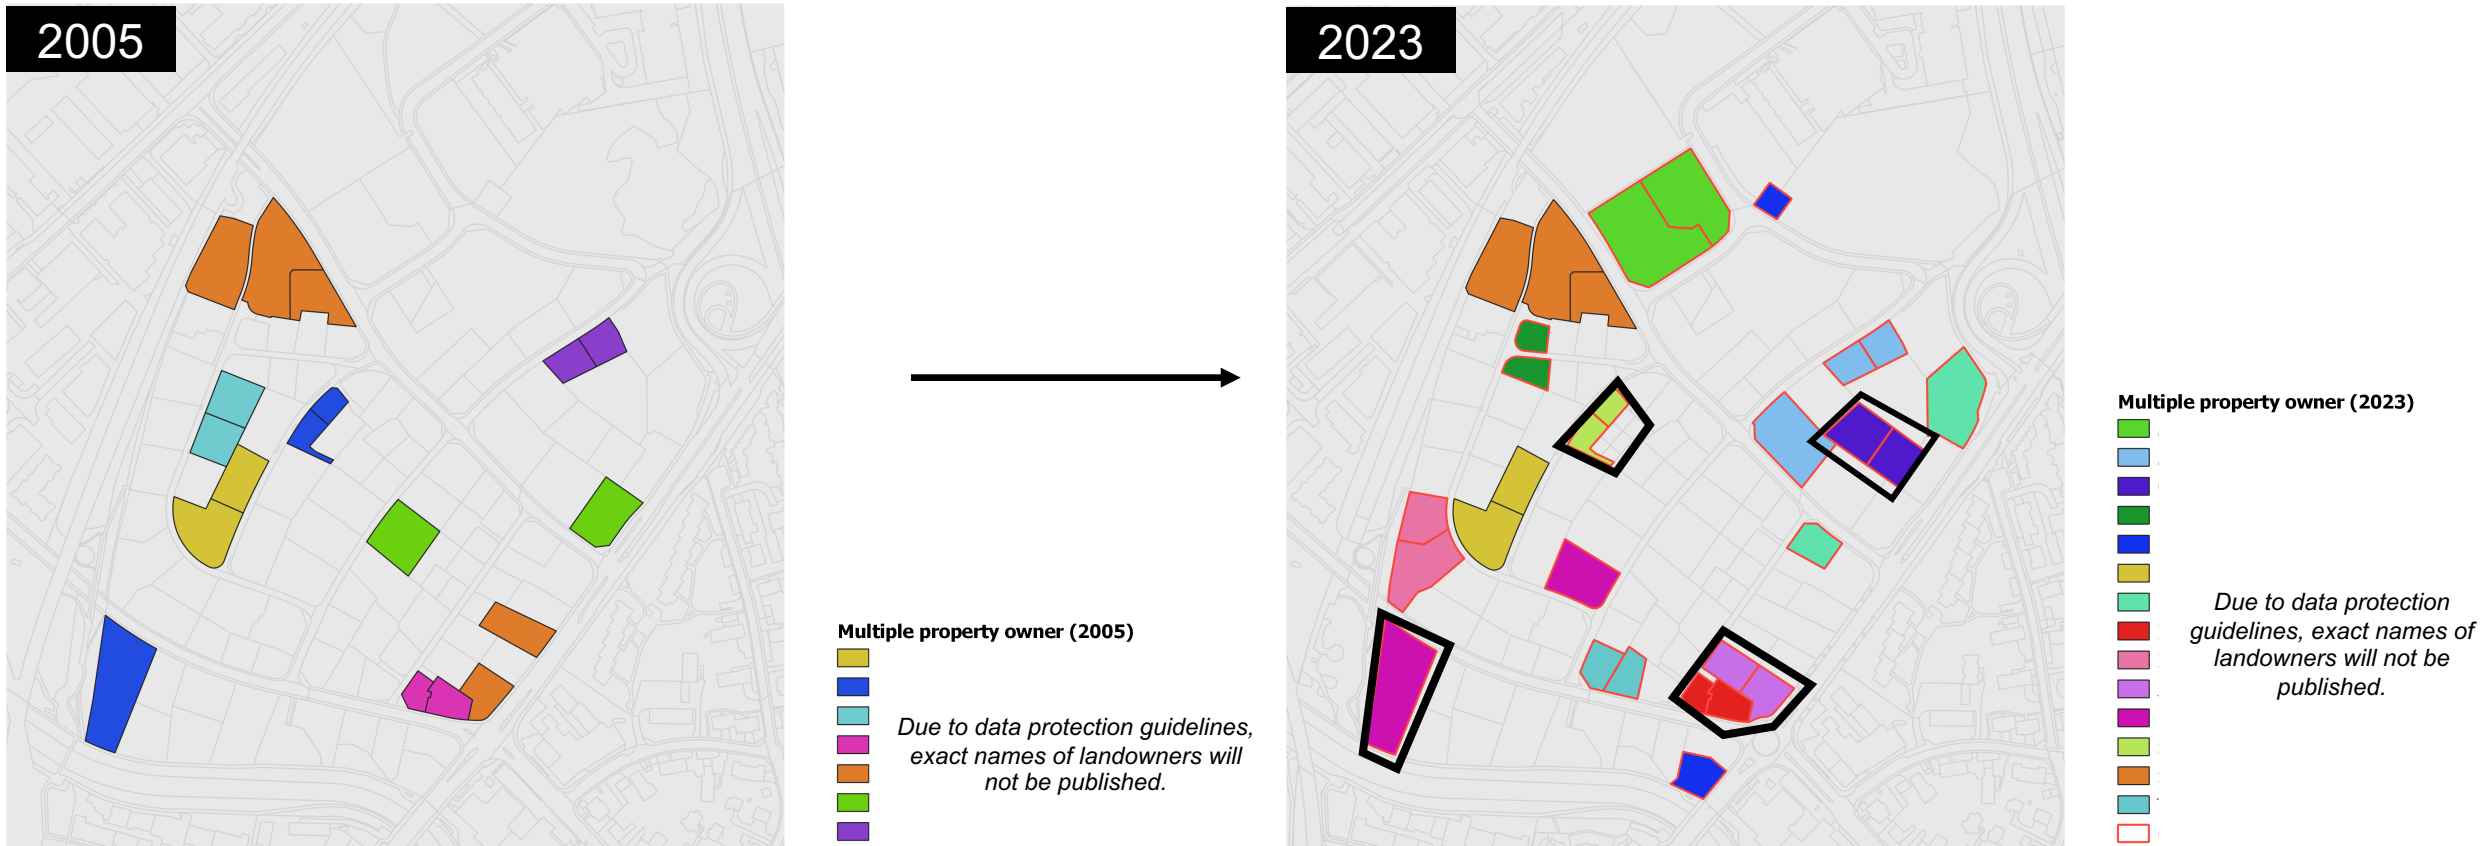 2005
2023
Multiple property owner (2005)
Due to data protection guidelines,
exact names of landowners will
not be published.
Multiple property owner (2023)
Due to data protection
guidelines, exact names of
landowners will not be
published.